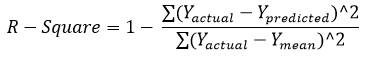 R − Square = 1 − ∑(Y_actual − Y_predicted)^2 / ∑(Y_actual − Y_mean)^2